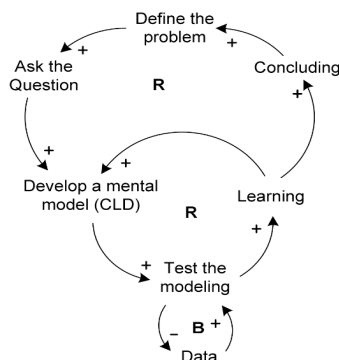 Define the
problem
+
+
Ask the
Question
R
Concluding
+
+
+
Develop a mental
model (CLD)
Learning
R
+
+
Test the
modeling
–
B
+
Data